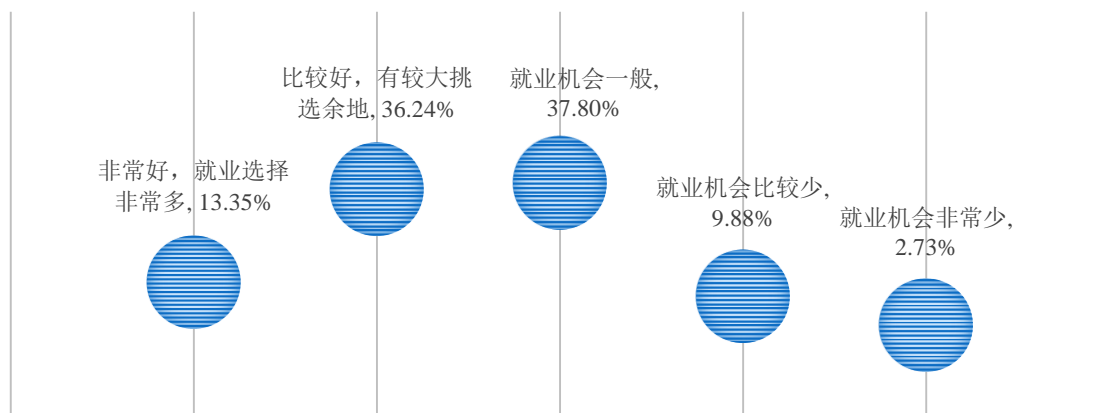 非常好，就业选择
非常多, 13.35%
比较好，有较大挑
选余地, 36.24%
就业机会一般,
37.80%
就业机会比较少,
9.88%
就业机会非常少,
2.73%